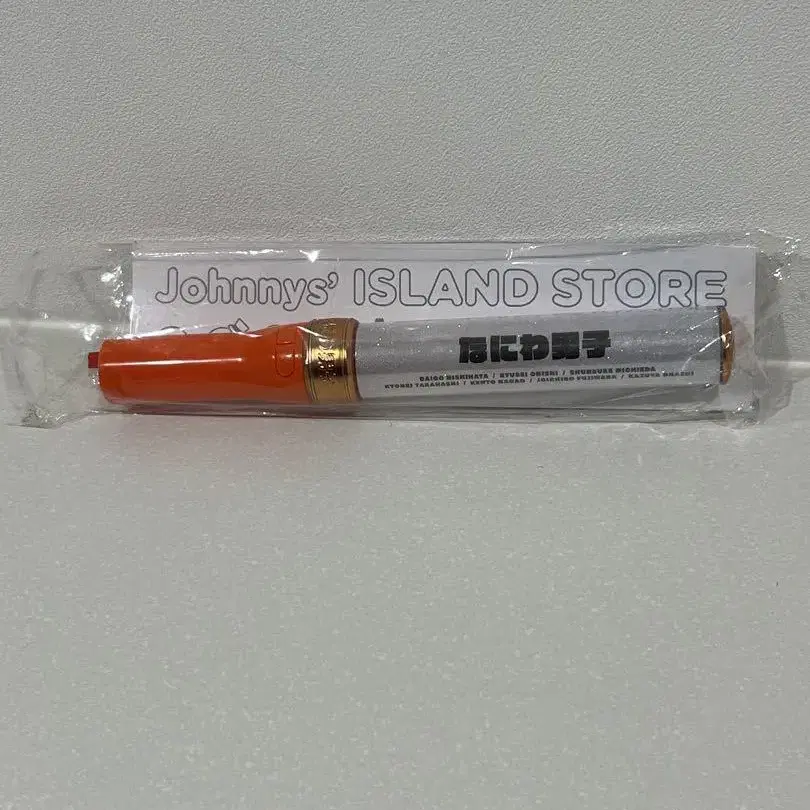 Johnnys' ISLAND STORE
なにわ男子
DAIGO NISHIHATA / RYUSEI OHNISHI / SHUNSUKE MICHIEDA
KYOHEI TAKAHASHI / KENTO NAGAO / JOICHIRO FUJIWARA / KAZUYA OHASHI